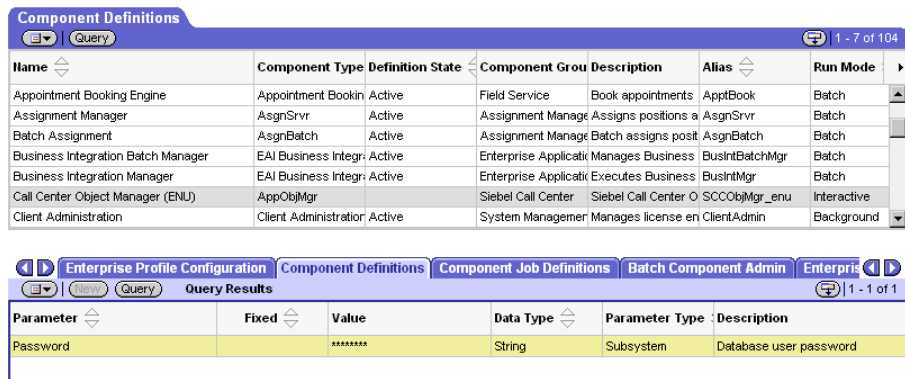 Component Definitions
Query 1 - 7 of 104
Name Component Type Definition State Component Grou Description Alias Run Mode
Appointment Booking Engine Appointment Bookin Active Field Service Book appointments ApptBook Batch
Assignment Manager AsgnSrvr Active Assignment Manage Assigns positions a AsgnSrvr Batch
Batch Assignment AsgnBatch Active Assignment Manage Batch assigns posit AsgnBatch Batch
Business Integration Batch Manager EAI Business Integra Active Enterprise Applicatio Manages Business BusIntBatchMgr Batch
Business Integration Manager EAI Business Integra Active Enterprise Applicatio Executes Business BusIntMgr Batch
Call Center Object Manager (ENU) AppObjMgr Siebel Call Center Siebel Call Center O SCCObjMgr_enu Interactive
Client Administration Client Administration Active System Managemen Manages license en ClientAdmin Background
Enterprise Profile Configuration Component Definitions Component Job Definitions Batch Component Admin Enterpris
New Query Query Results 1 - 1 of 1
Parameter Fixed Value Data Type Parameter Type Description
Password ******** String Subsystem Database user password